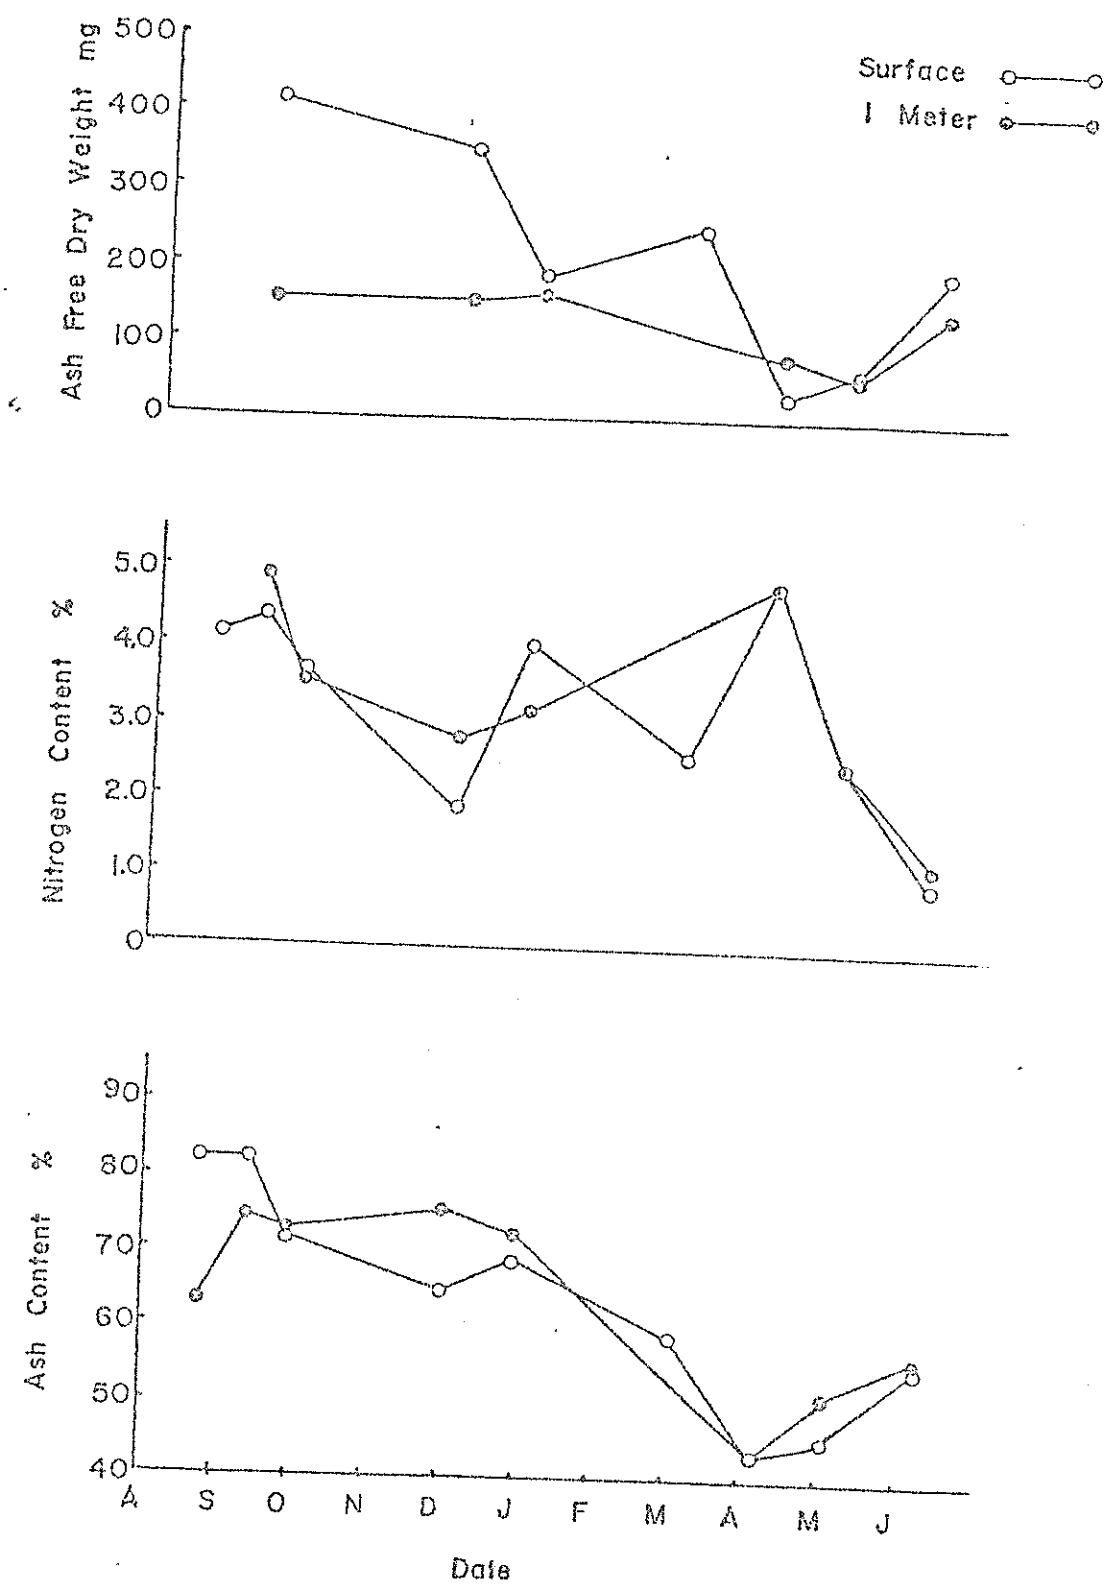 Surface
1 Meter
Ash Free Dry Weight mg
500
400
300
200
100
0
Nitrogen Content %
5.0
4.0
3.0
2.0
1.0
0
Ash Content %
90
80
70
60
50
40
A S O N D J F M A M J
Date